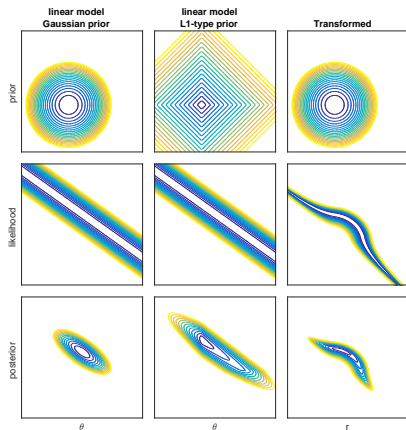 linear model
Gaussian prior
linear model
L1-type prior
Transformed
prior
likelihood
posterior
θ
θ
r